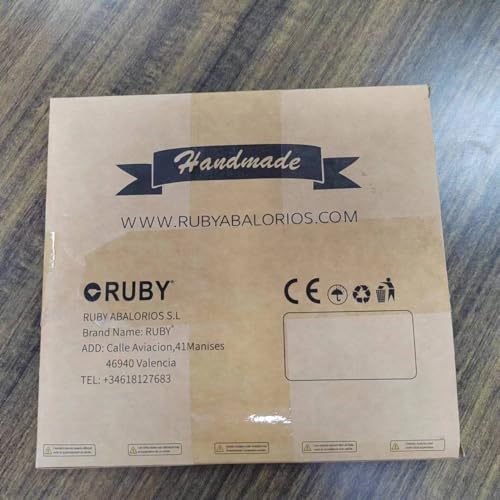 Handmade
WWW.RUBYABALORIOS.COM
RUBY®
RUBY ABALORIOS S.L
Brand Name: RUBY®
ADD: Calle Aviacion,41Manises
46940 Valencia
TEL: +34618127683
CE